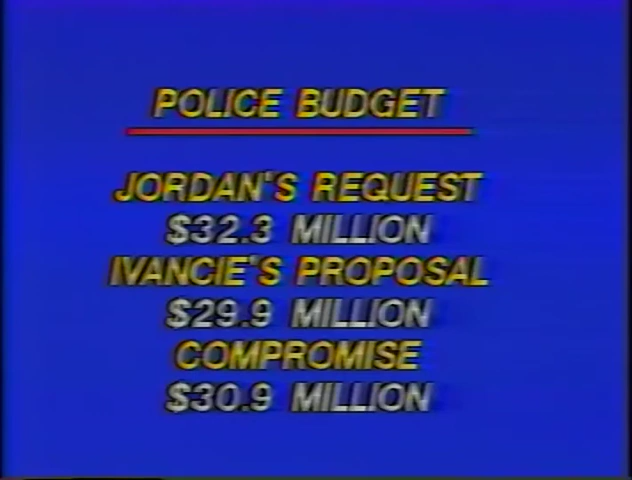 POLICE BUDGET
JORDAN'S REQUEST
$32.3 MILLION
IVANCIE'S PROPOSAL
$29.9 MILLION
COMPROMISE
$30.9 MILLION